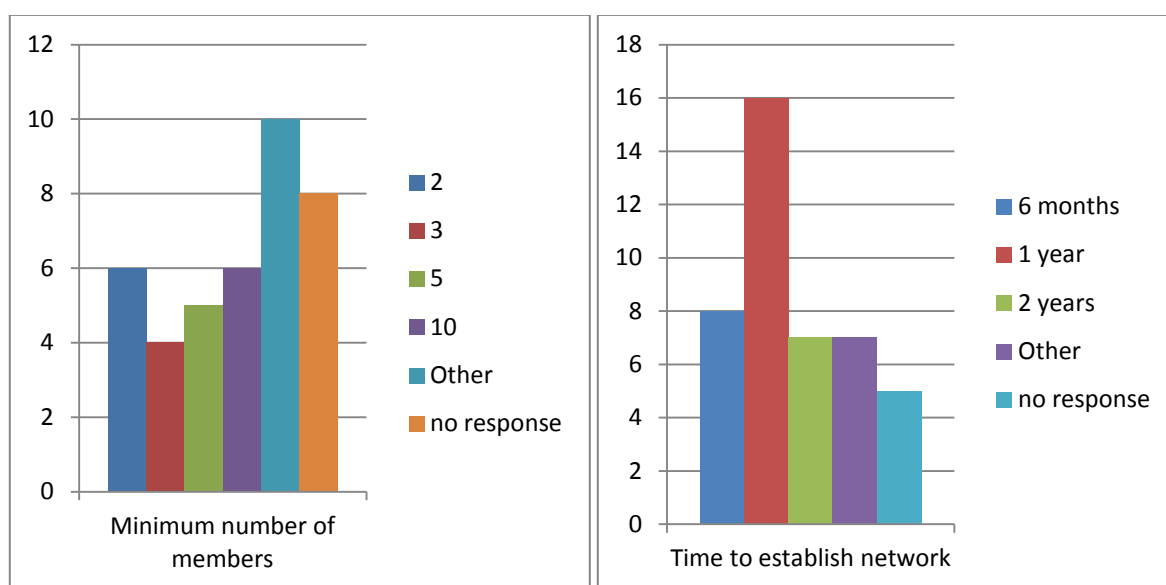 12
10
8
6
4
2
0
Minimum number of
members
2
3
5
10
Other
no response
18
16
14
12
10
8
6
4
2
0
Time to establish network
6 months
1 year
2 years
Other
no response